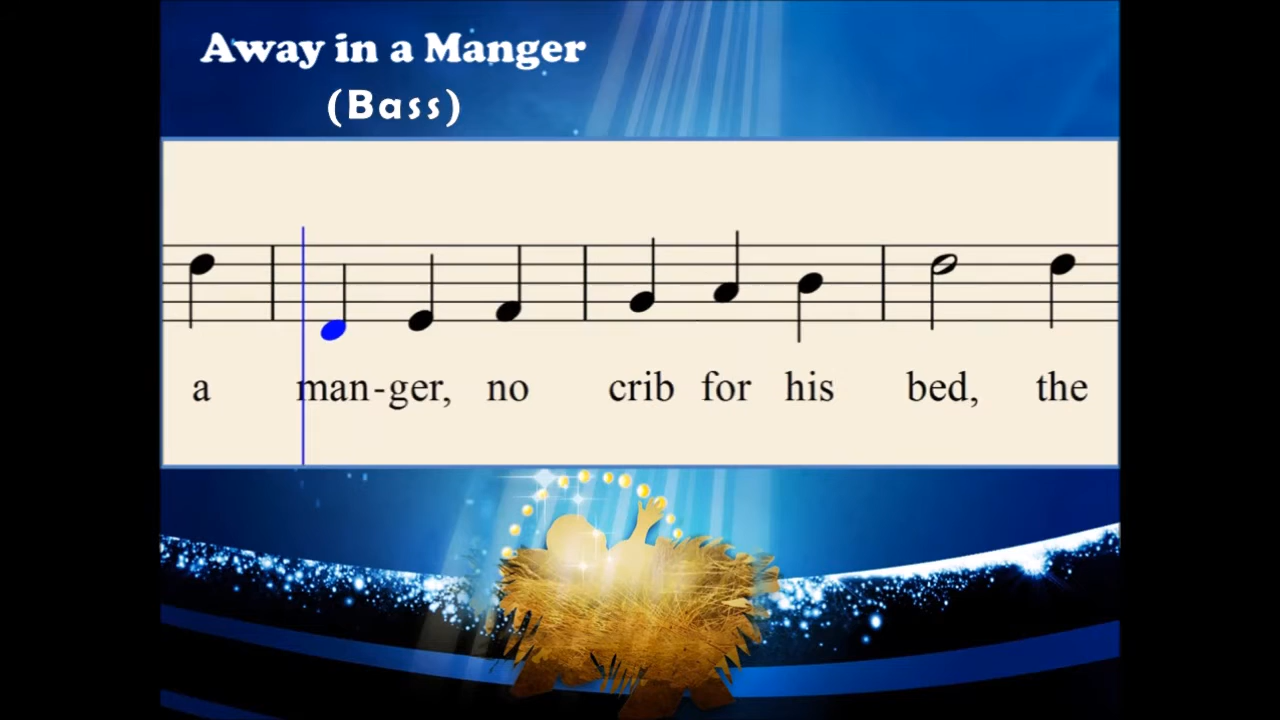 Away in a Manger
(Bass)
a man-ger, no crib for his bed, the